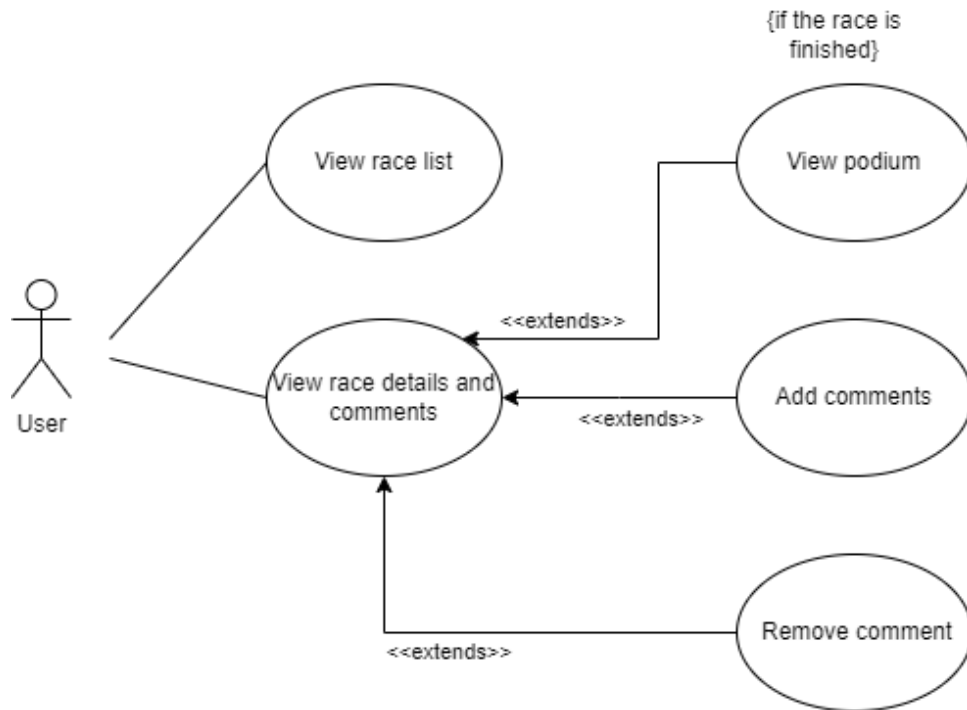 {if the race is
finished}
View race list
View podium
<<extends>>
View race details and
comments
Add comments
<<extends>>
User
Remove comment
<<extends>>